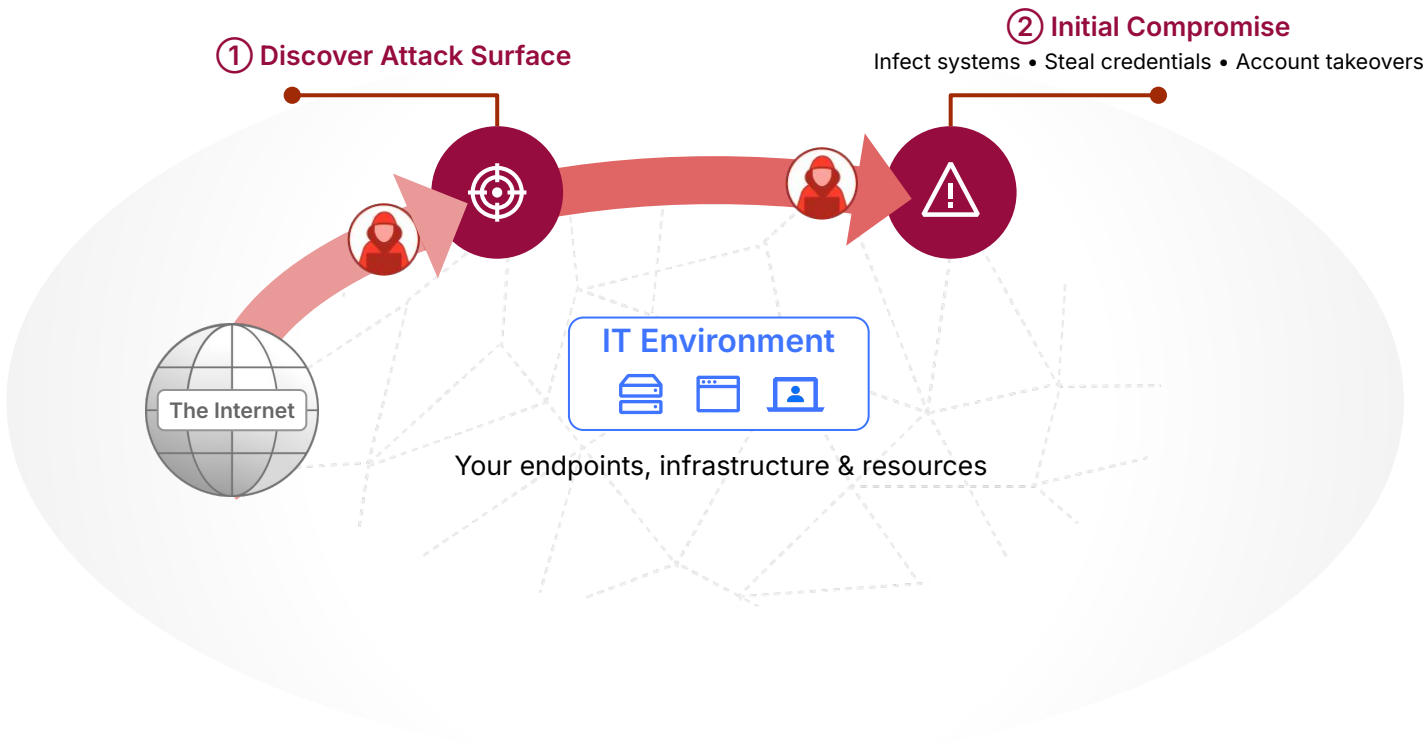 ① Discover Attack Surface
② Initial Compromise
Infect systems • Steal credentials • Account takeovers
The Internet
IT Environment
Your endpoints, infrastructure & resources